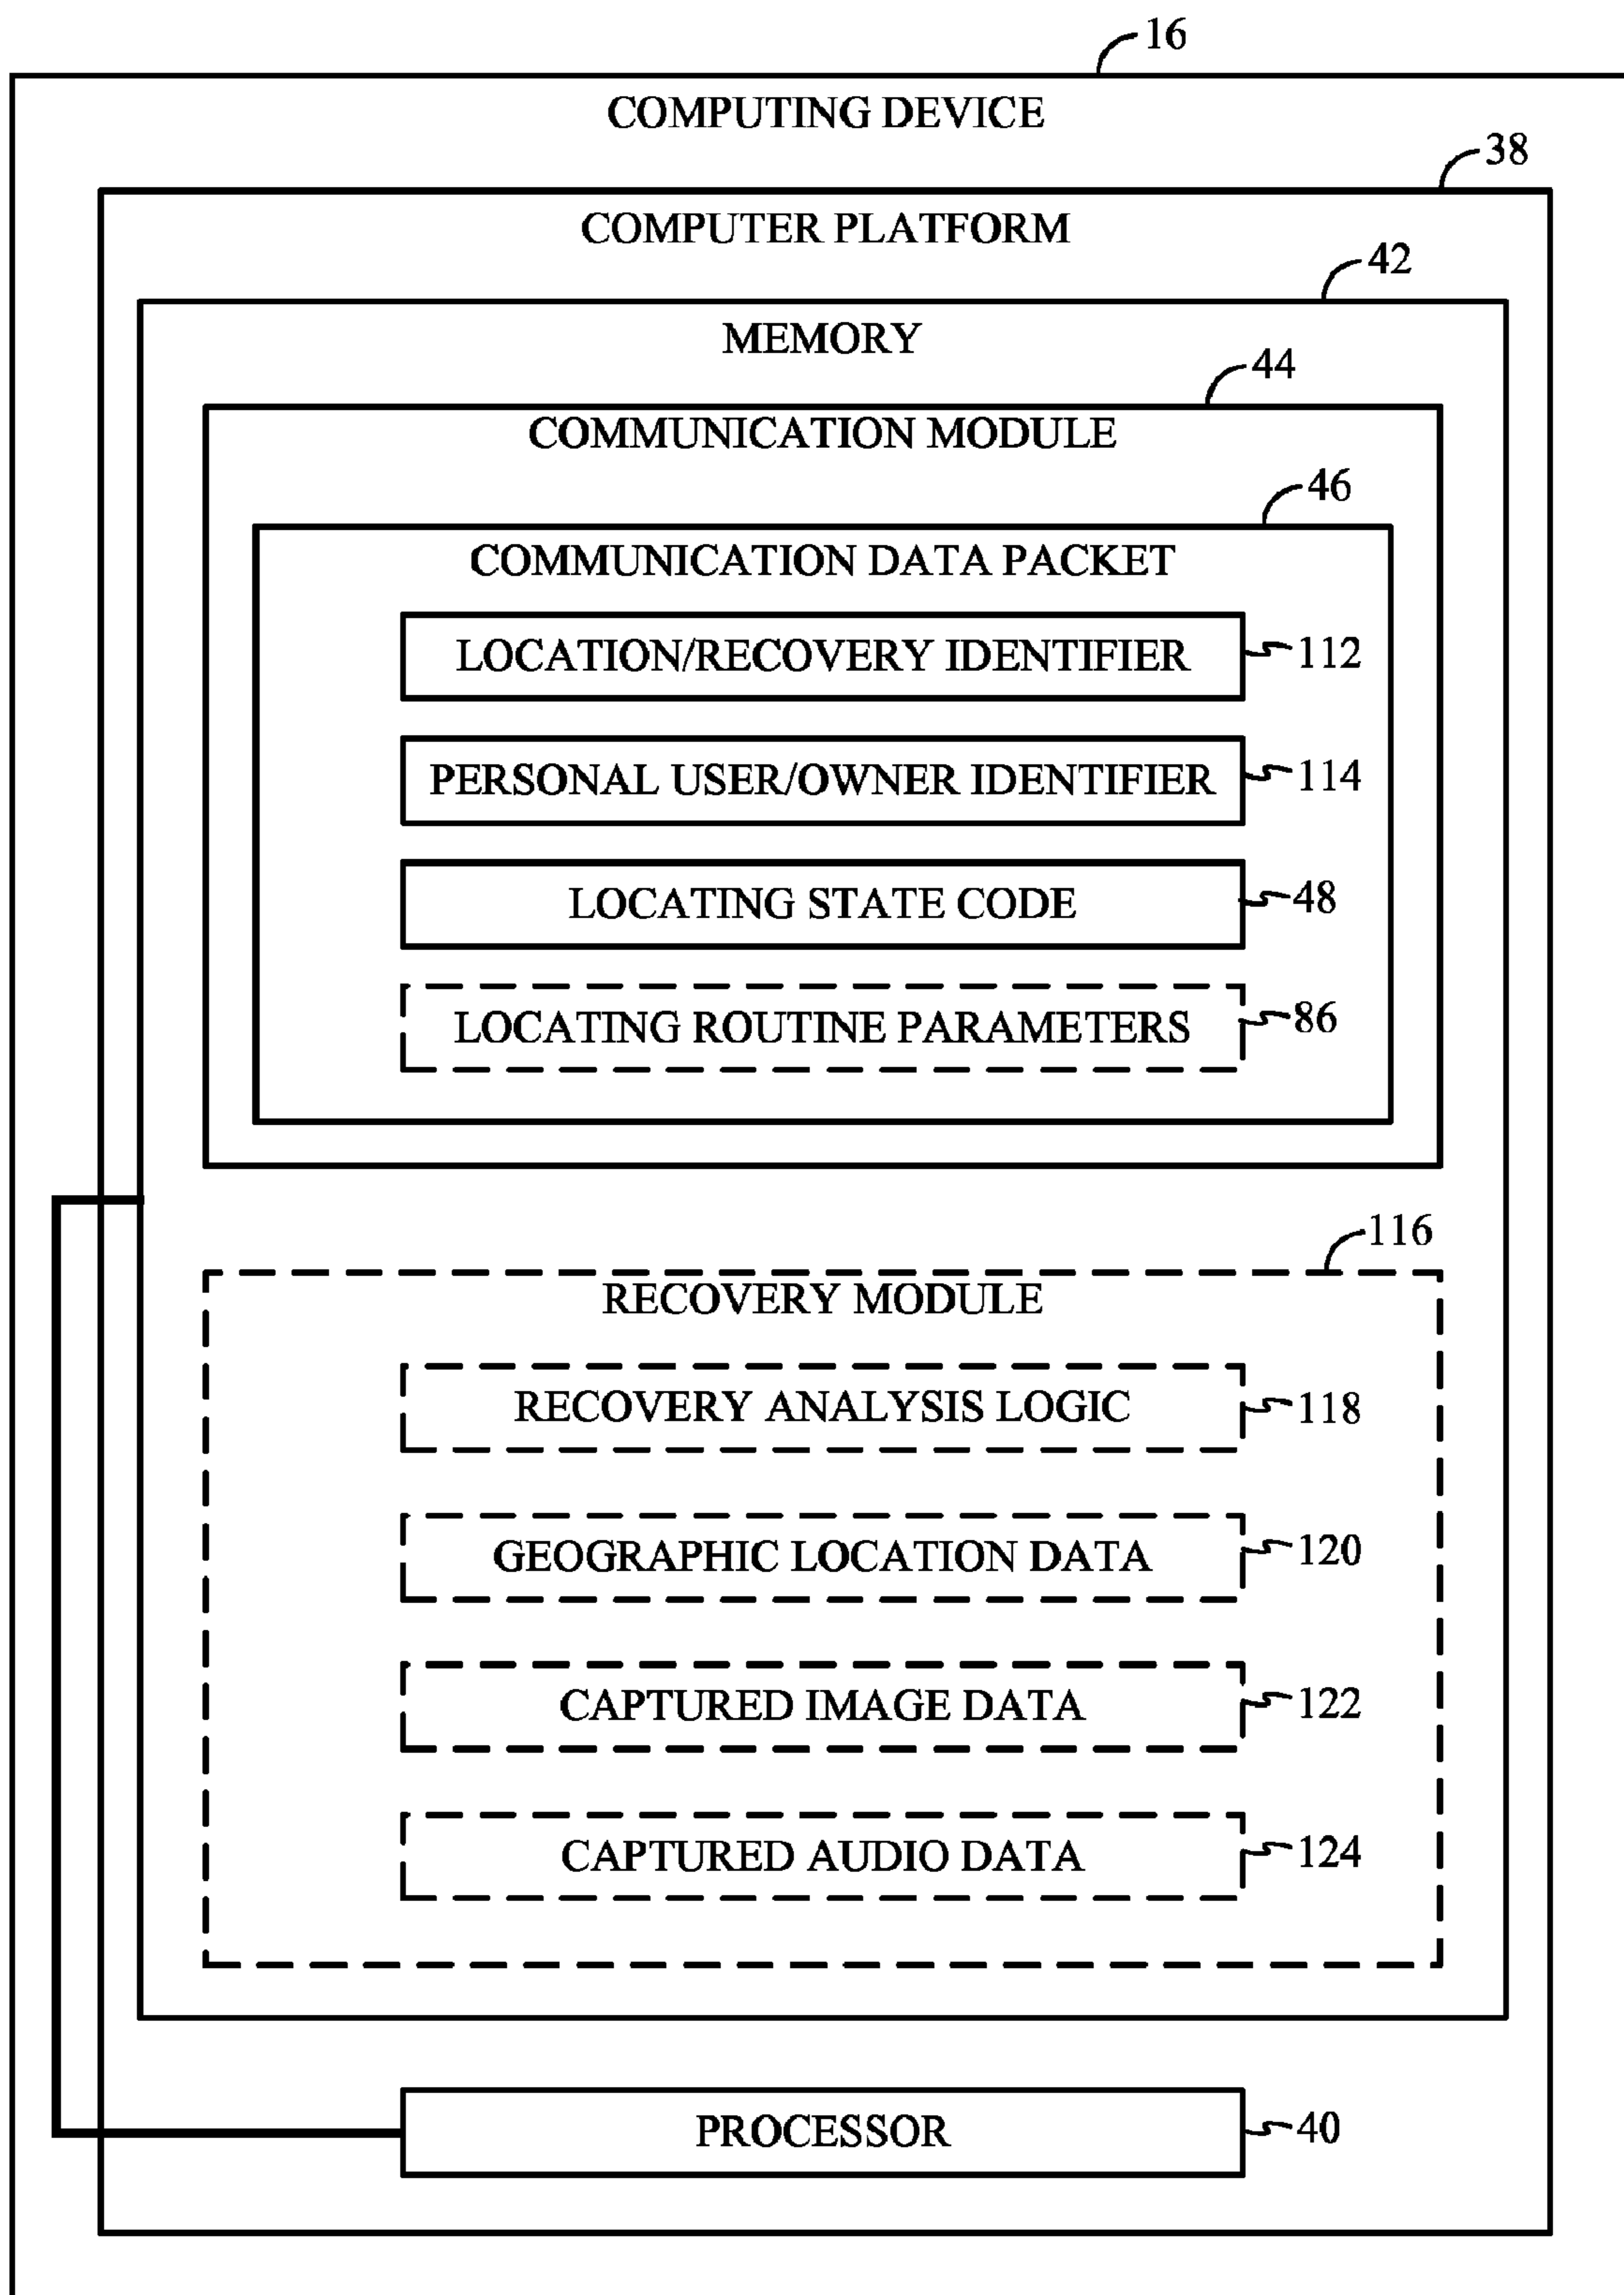 16
COMPUTING DEVICE
38
COMPUTER PLATFORM
42
MEMORY
44
COMMUNICATION MODULE
46
COMMUNICATION DATA PACKET
LOCATION/RECOVERY IDENTIFIER 112
PERSONAL USER/OWNER IDENTIFIER 114
LOCATING STATE CODE 48
LOCATING ROUTINE PARAMETERS 86
116
RECOVERY MODULE
RECOVERY ANALYSIS LOGIC 118
GEOGRAPHIC LOCATION DATA 120
CAPTURED IMAGE DATA 122
CAPTURED AUDIO DATA 124
PROCESSOR 40